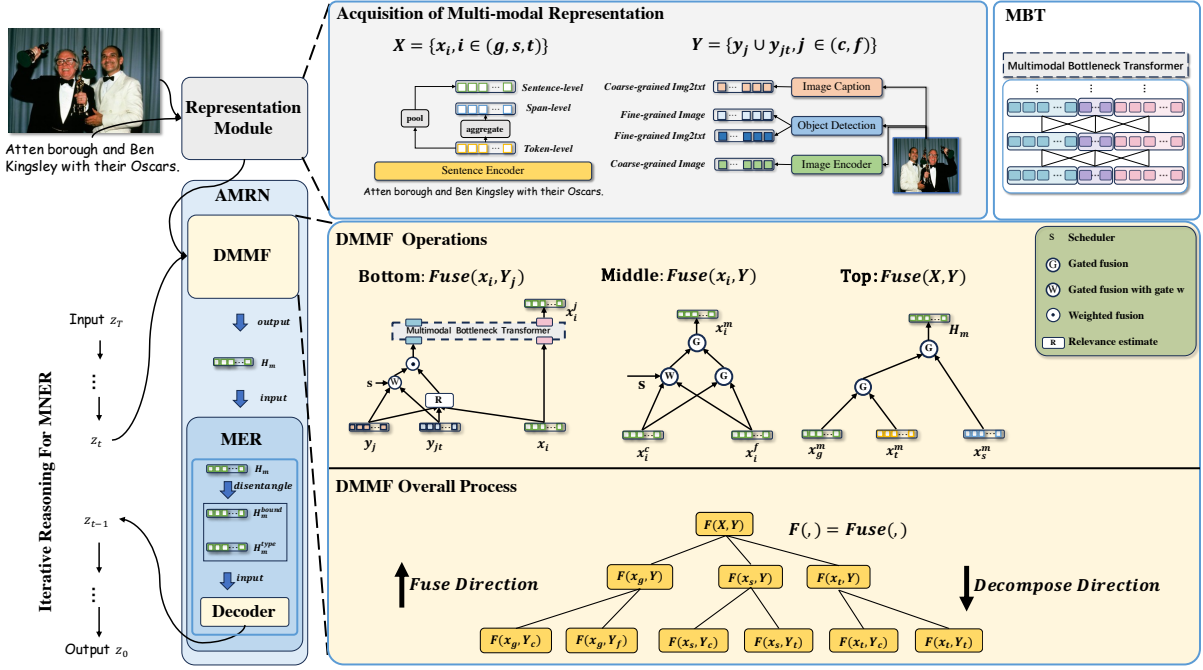 Atten borough and Ben
Kingsley with their Oscars.
Representation
Module
Iterative Reasoning For MNER
Input z_T
z_t
z_{t-1}
Output z_0
AMRN
DMMF
output
H_m
input
MER
H_m
disentangle
H_m^{bound}
H_m^{type}
input
Decoder
Acquisition of Multi-modal Representation
X = {x_i, i ∈ (g, s, t)}
Y = {y_j ∪ y_{jt}, j ∈ (c, f)}
Sentence-level
Span-level
Token-level
pool
aggregate
Sentence Encoder
Atten borough and Ben Kingsley with their Oscars.
Coarse-grained Img2txt
Fine-grained Image
Fine-grained Img2txt
Coarse-grained Image
Image Caption
Object Detection
Image Encoder
MBT
Multimodal Bottleneck Transformer
DMMF Operations
Bottom: Fuse(x_i, Y_j)
x_i^j
Multimodal Bottleneck Transformer
S
W
R
y_j
y_{jt}
x_i
Middle: Fuse(x_i, Y)
x_i^m
G
S
W
G
x_i^c
x_i^f
Top: Fuse(X, Y)
H_m
G
G
x_g^m
x_t^m
x_s^m
S Scheduler
G Gated fusion
W Gated fusion with gate w
Weighted fusion
R Relevance estimate
DMMF Overall Process
F(X, Y)
F(,) = Fuse(,)
Fuse Direction
F(x_g, Y)
F(x_s, Y)
F(x_t, Y)
Decompose Direction
F(x_g, Y_c)
F(x_g, Y_f)
F(x_s, Y_c)
F(x_s, Y_t)
F(x_t, Y_c)
F(x_t, Y_t)